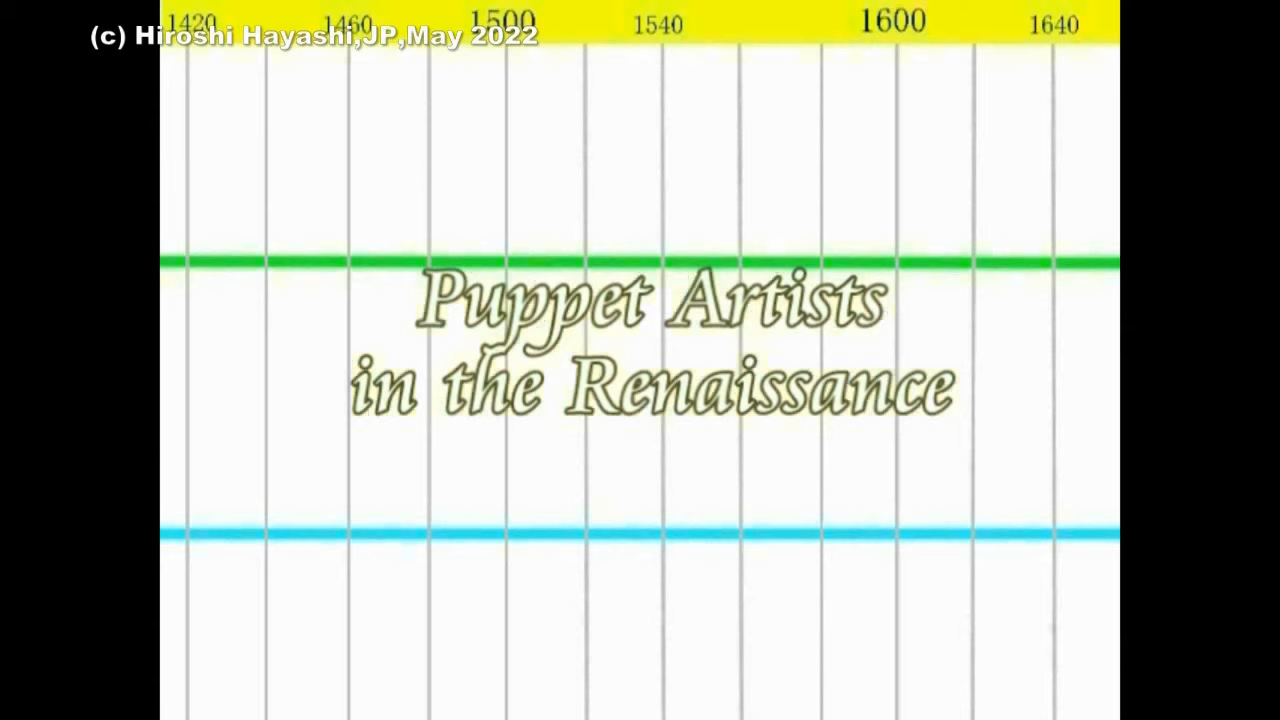 1420 1460 1500 1540 1600 1640
(c) Hiroshi Hayashi,JP,May 2022
Puppet Artists
in the Renaissance